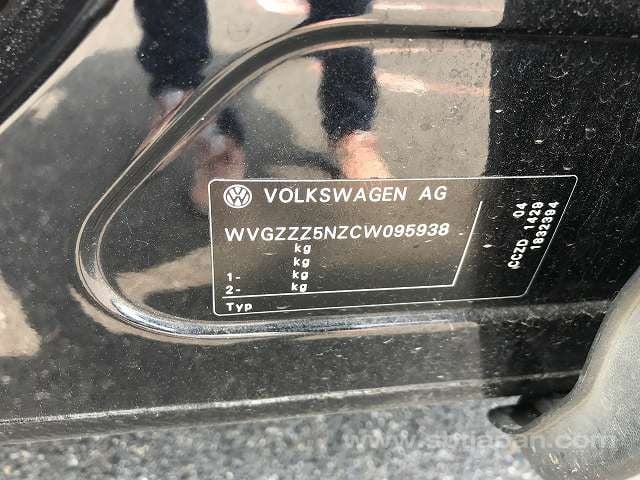 VOLKSWAGEN AG
WVGZZZ5NZCW095938
kg
kg
1- kg
2- kg
Typ
04
CCZD 1429
1832394
www.sbtjapan.com